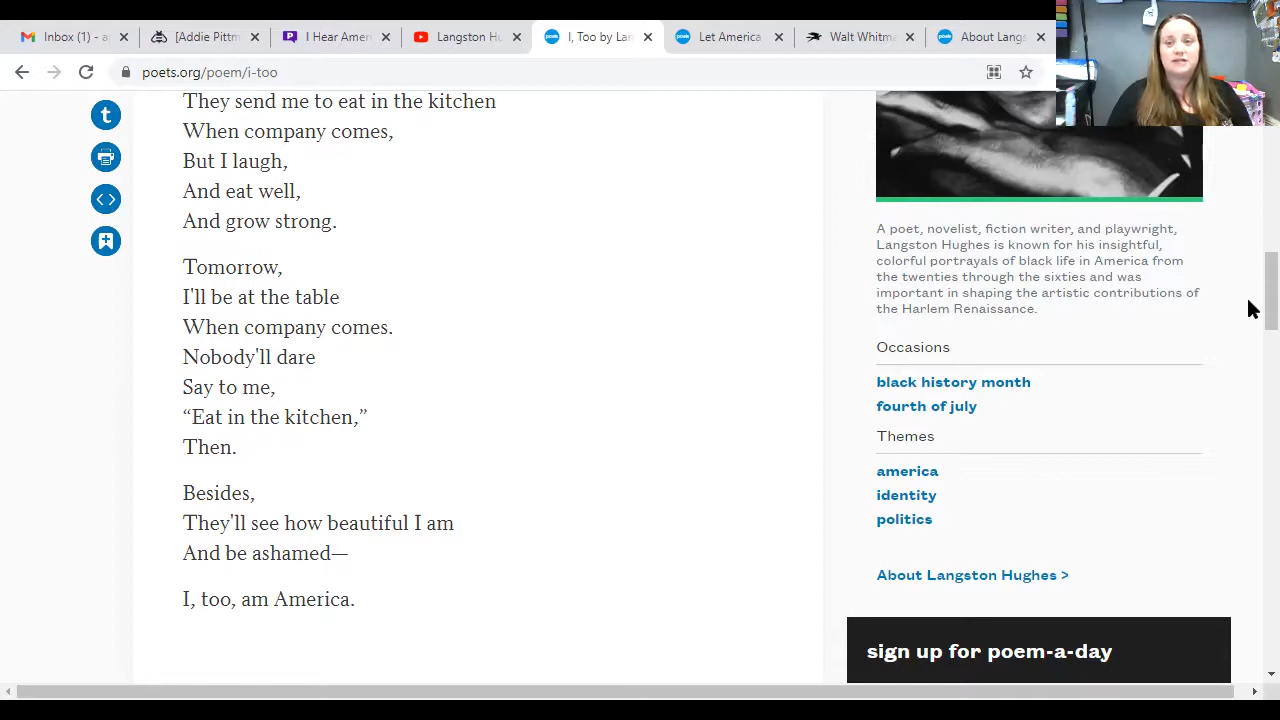 Inbox (1) - a
[Addie Pittm
I Hear Amer
Langston Hu
I, Too by Lan
Let America
Walt Whitma
About Langs
poets.org/poem/i-too
They send me to eat in the kitchen
When company comes,
But I laugh,
And eat well,
And grow strong.
Tomorrow,
I'll be at the table
When company comes.
Nobody'll dare
Say to me,
“Eat in the kitchen,”
Then.
Besides,
They'll see how beautiful I am
And be ashamed—
I, too, am America.
A poet, novelist, fiction writer, and playwright,
Langston Hughes is known for his insightful,
colorful portrayals of black life in America from
the twenties through the sixties and was
important in shaping the artistic contributions of
the Harlem Renaissance.
Occasions
black history month
fourth of july
Themes
america
identity
politics
About Langston Hughes >
sign up for poem-a-day